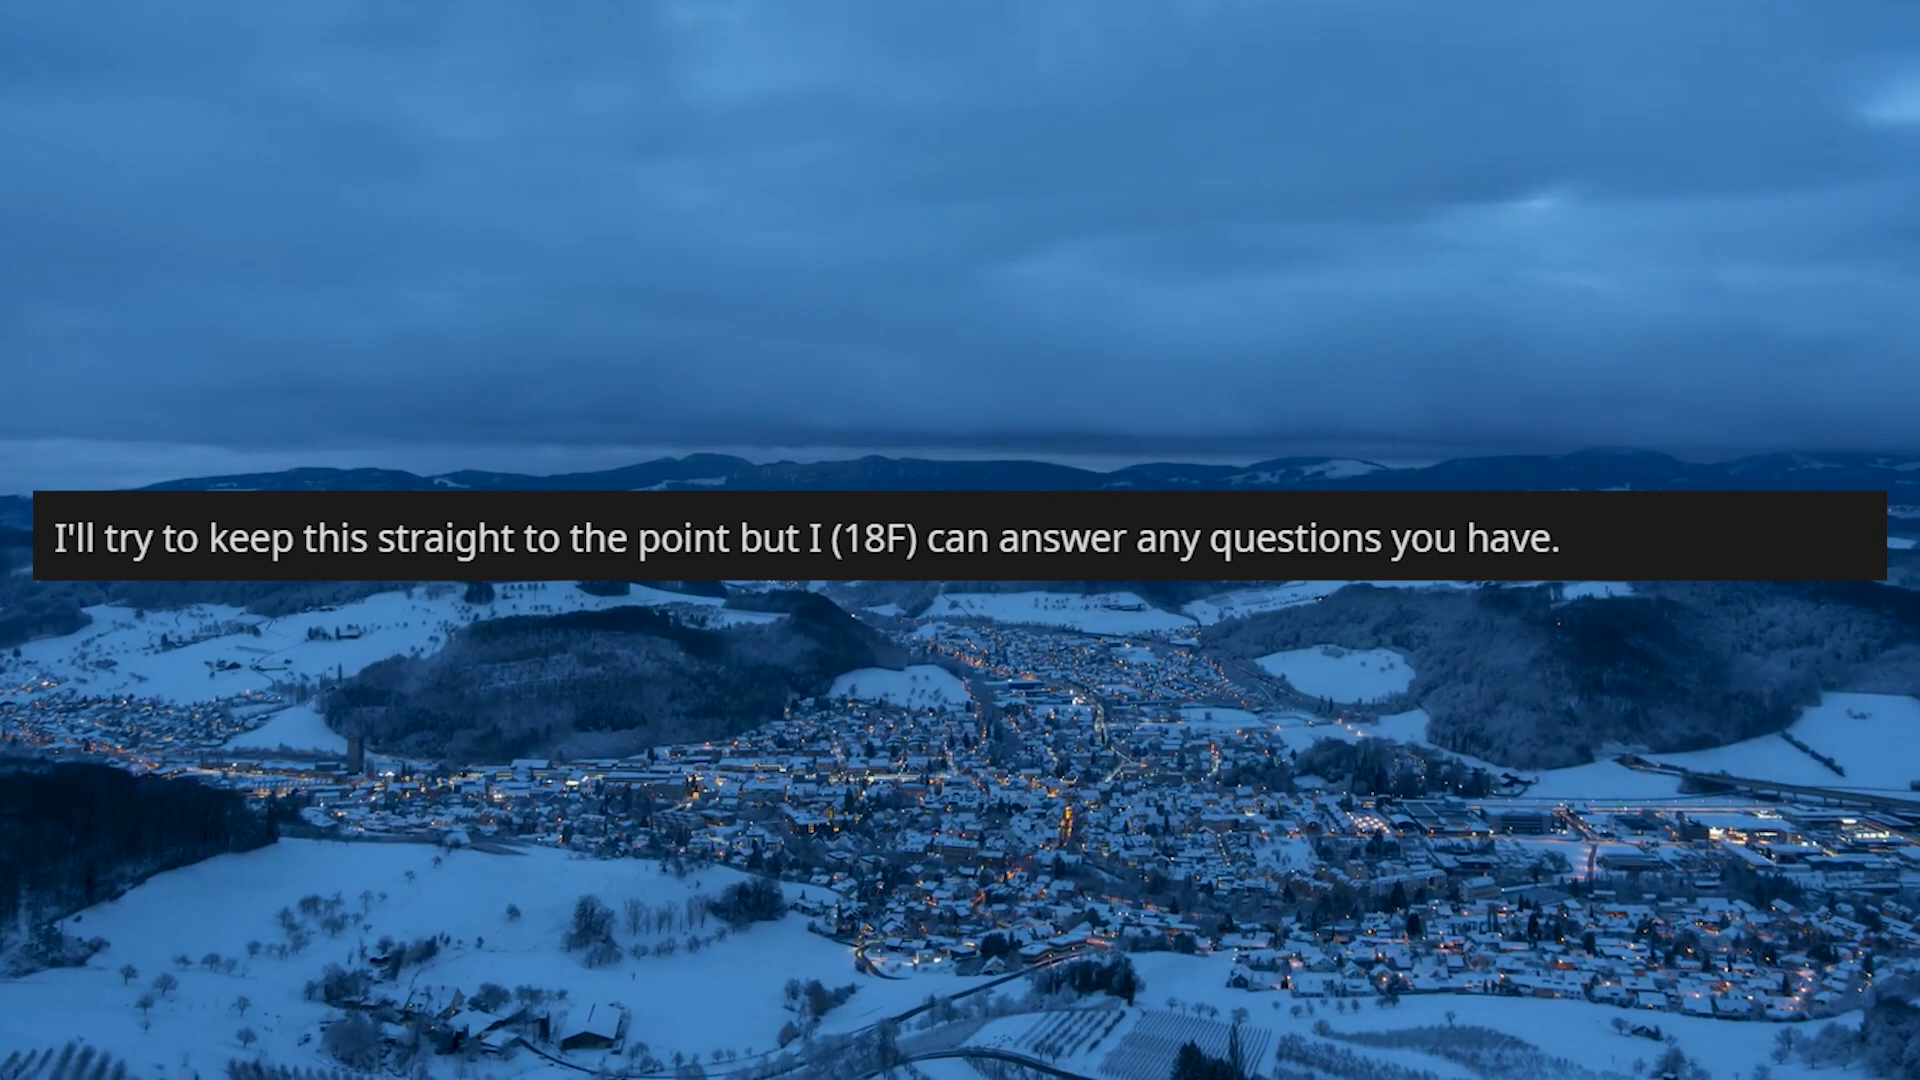 I'll try to keep this straight to the point but I (18F) can answer any questions you have.